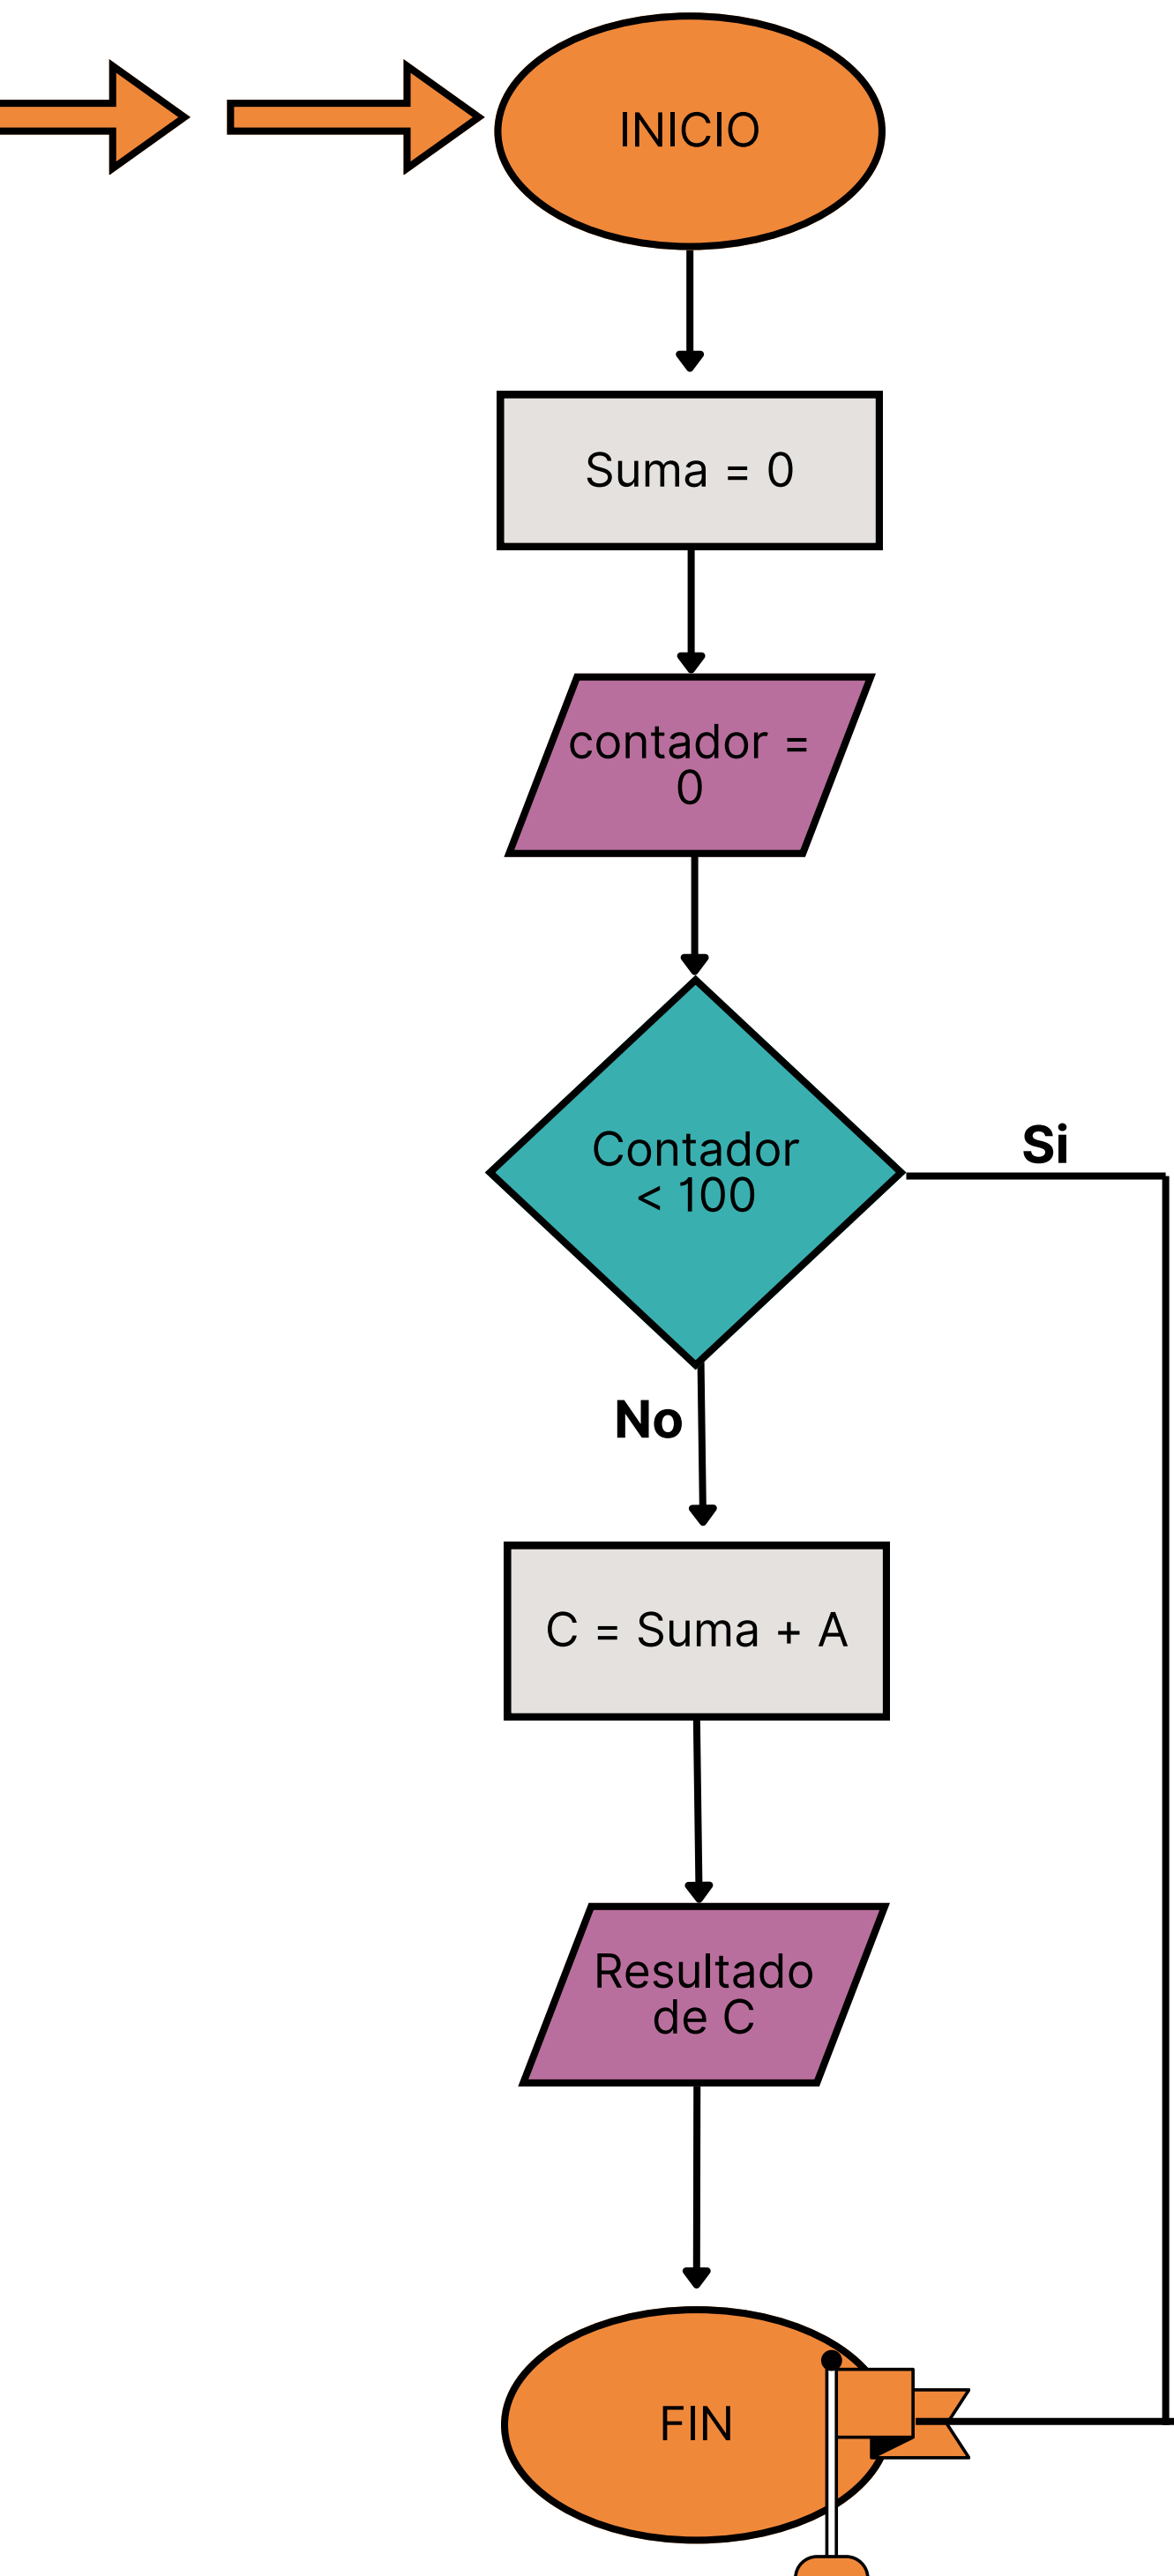 INICIO
Suma = 0
contador =
0
Contador
< 100
Si
No
C = Suma + A
Resultado
de C
FIN